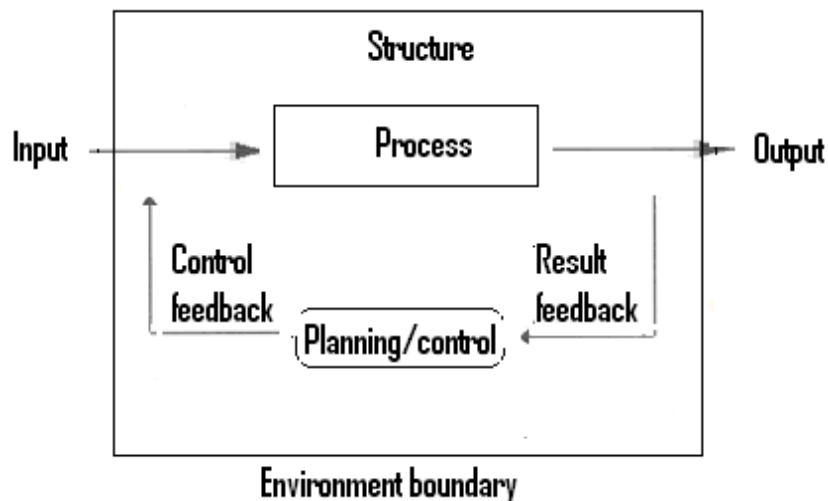 Structure
Input
Process
Output
Control
feedback
Result
feedback
Planning/control
Environment boundary